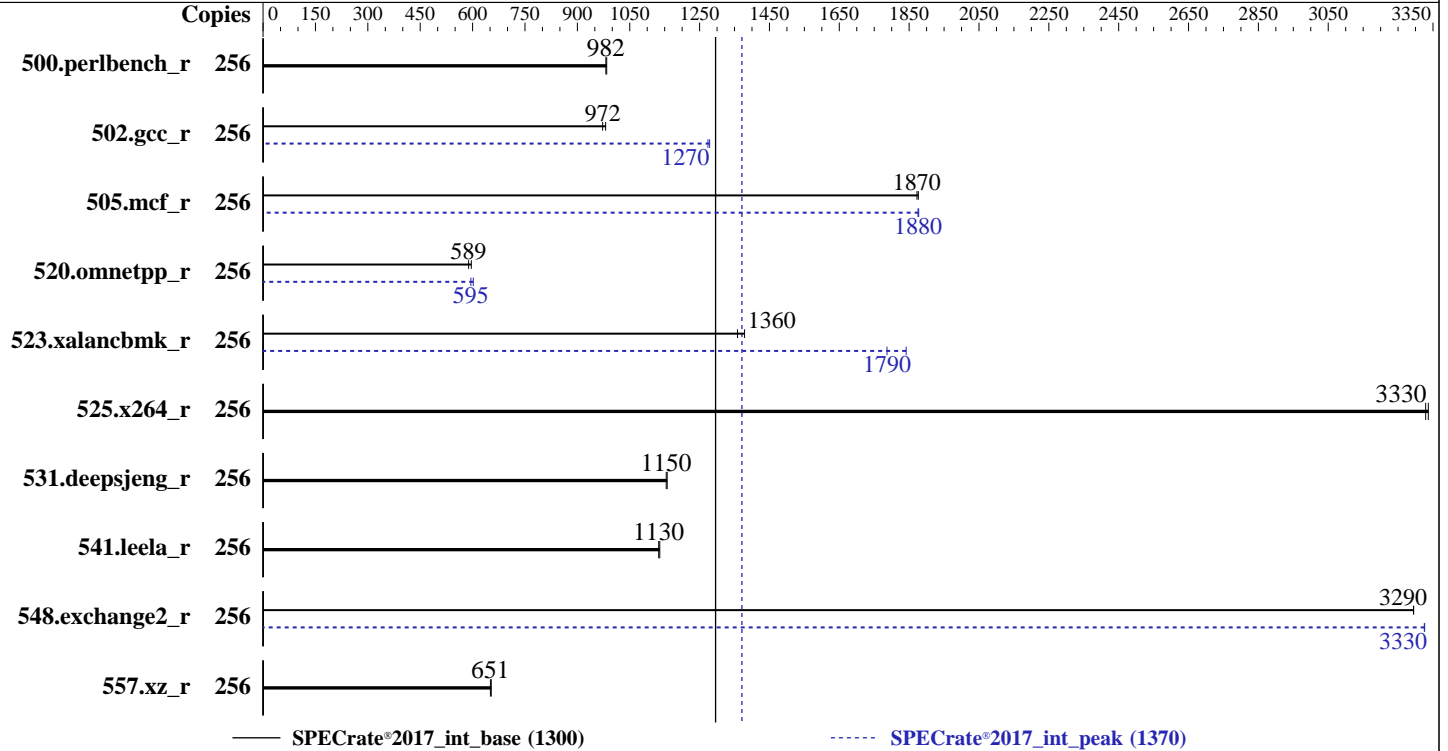 Copies 0 150 300 450 600 750 900 1050 1250 1450 1650 1850 2050 2250 2450 2650 2850 3050 3350
982
500.perlbench_r 256
972
502.gcc_r 256
1270
1870
505.mcf_r 256
1880
589
520.omnetpp_r 256
595
1360
523.xalancbmk_r 256
1790
3330
525.x264_r 256
1150
531.deepsjeng_r 256
1130
541.leela_r 256
3290
548.exchange2_r 256
3330
651
557.xz_r 256
SPECrate®2017_int_base (1300) SPECrate®2017_int_peak (1370)